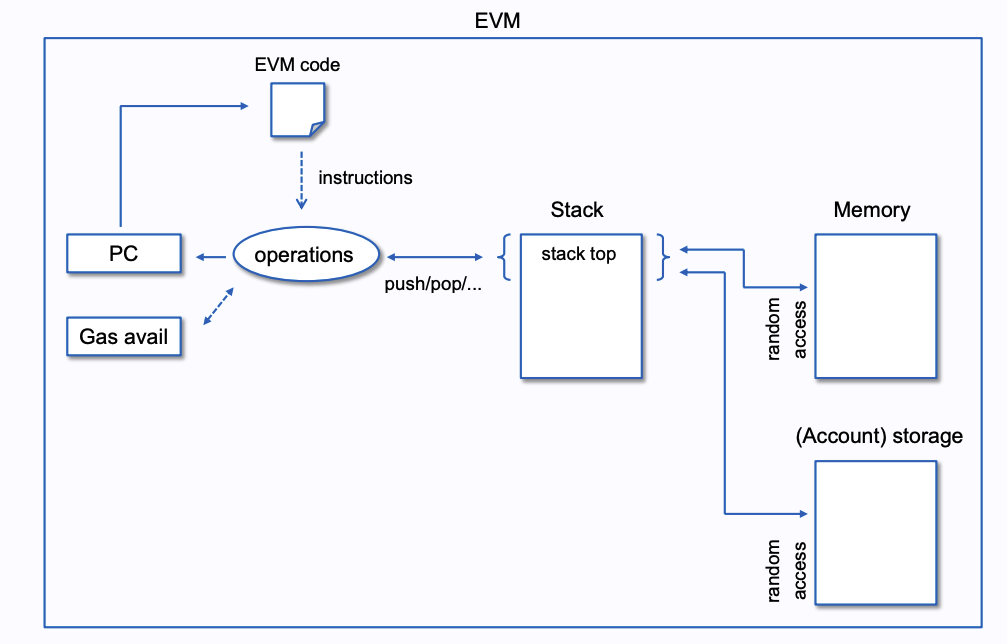 EVM
EVM code
instructions
Stack
Memory
PC
operations
stack top
push/pop/...
random
access
Gas avail
(Account) storage
random
access